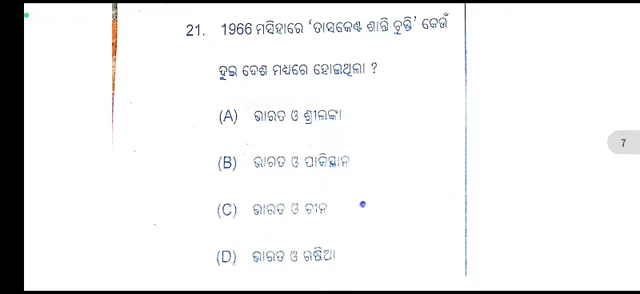 21. 1966 ମସିହାରେ ‘ତାସକେଣ୍ଟ ଶାନ୍ତି ଚୁକ୍ତି’ କେଉଁ
ଦୁଇ ଦେଶ ମଧ୍ୟରେ ହୋଇଥିଲା ?
(A) ଭାରତ ଓ ଶ୍ରୀଲଙ୍କା
7
(B) ଭାରତ ଓ ପାକିସ୍ତାନ
(C) ଭାରତ ଓ ଚୀନ
(D) ଭାରତ ଓ ଋଷିଆ